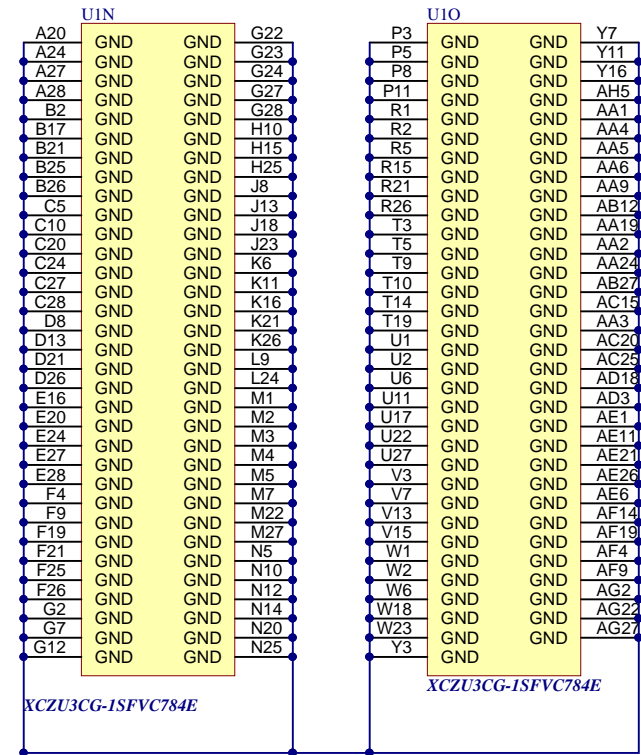 U1N
A20 GND GND G22
A24 GND GND G23
A27 GND GND G24
A28 GND GND G27
B2 GND GND G28
B17 GND GND H10
B21 GND GND H15
B25 GND GND H25
B26 GND GND J8
C5 GND GND J13
C10 GND GND J18
C20 GND GND J23
C24 GND GND K6
C27 GND GND K11
C28 GND GND K16
D8 GND GND K21
D13 GND GND K26
D21 GND GND L9
D26 GND GND L24
E16 GND GND M1
E20 GND GND M2
E24 GND GND M3
E27 GND GND M4
E28 GND GND M5
F4 GND GND M7
F9 GND GND M22
F19 GND GND M27
F21 GND GND N5
F25 GND GND N10
F26 GND GND N12
G2 GND GND N14
G7 GND GND N20
G12 GND GND N25
XCZU3CG-1SFVC784E
U1O
P3 GND GND Y7
P5 GND GND Y11
P8 GND GND Y16
P11 GND GND AH5
R1 GND GND AA1
R2 GND GND AA4
R5 GND GND AA5
R15 GND GND AA6
R21 GND GND AA9
R26 GND GND AB12
T3 GND GND AA19
T5 GND GND AA2
T9 GND GND AA24
T10 GND GND AB27
T14 GND GND AC15
T19 GND GND AA3
U1 GND GND AC20
U2 GND GND AC25
U6 GND GND AD18
U11 GND GND AD3
U17 GND GND AE1
U22 GND GND AE11
U27 GND GND AE21
V3 GND GND AE26
V7 GND GND AE6
V13 GND GND AF14
V15 GND GND AF19
W1 GND GND AF4
W2 GND GND AF9
W6 GND GND AG2
W18 GND GND AG22
W23 GND GND AG27
Y3 GND
XCZU3CG-1SFVC784E